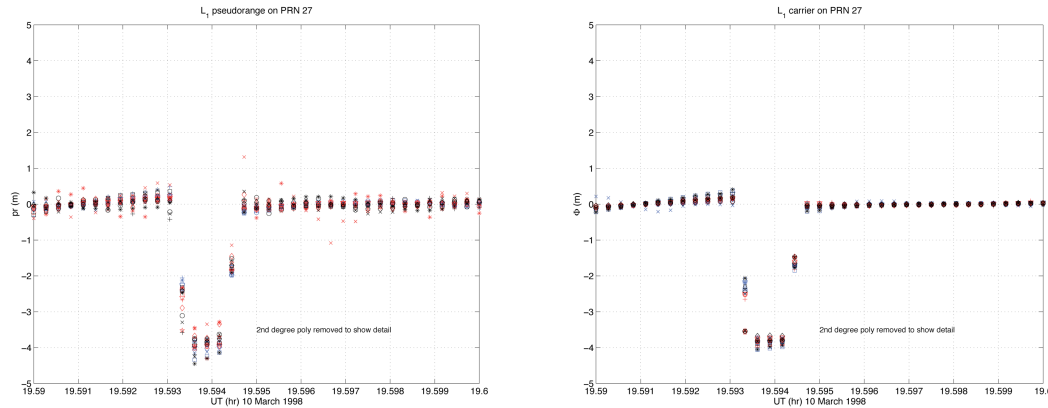 L1 pseudorange on PRN 27
5
4
3
2
1
0
−1
−2
−3
−4
−5
pr (m)
2nd degree poly removed to show detail
19.59 19.591 19.592 19.593 19.594 19.595 19.596 19.597 19.598 19.599 19.6
UT (hr) 10 March 1998
L1 carrier on PRN 27
5
4
3
2
1
0
−1
−2
−3
−4
−5
Φ (m)
2nd degree poly removed to show detail
19.59 19.591 19.592 19.593 19.594 19.595 19.596 19.597 19.598 19.599 19.6
UT (hr) 10 March 1998